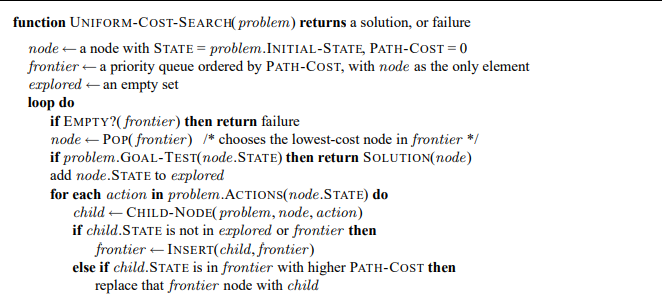 function UNIFORM-COST-SEARCH(problem) returns a solution, or failure
node ← a node with STATE = problem.INITIAL-STATE, PATH-COST = 0
frontier ← a priority queue ordered by PATH-COST, with node as the only element
explored ← an empty set
loop do
if EMPTY?(frontier) then return failure
node ← POP(frontier) /* chooses the lowest-cost node in frontier */
if problem.GOAL-TEST(node.STATE) then return SOLUTION(node)
add node.STATE to explored
for each action in problem.ACTIONS(node.STATE) do
child ← CHILD-NODE(problem, node, action)
if child.STATE is not in explored or frontier then
frontier ← INSERT(child, frontier)
else if child.STATE is in frontier with higher PATH-COST then
replace that frontier node with child